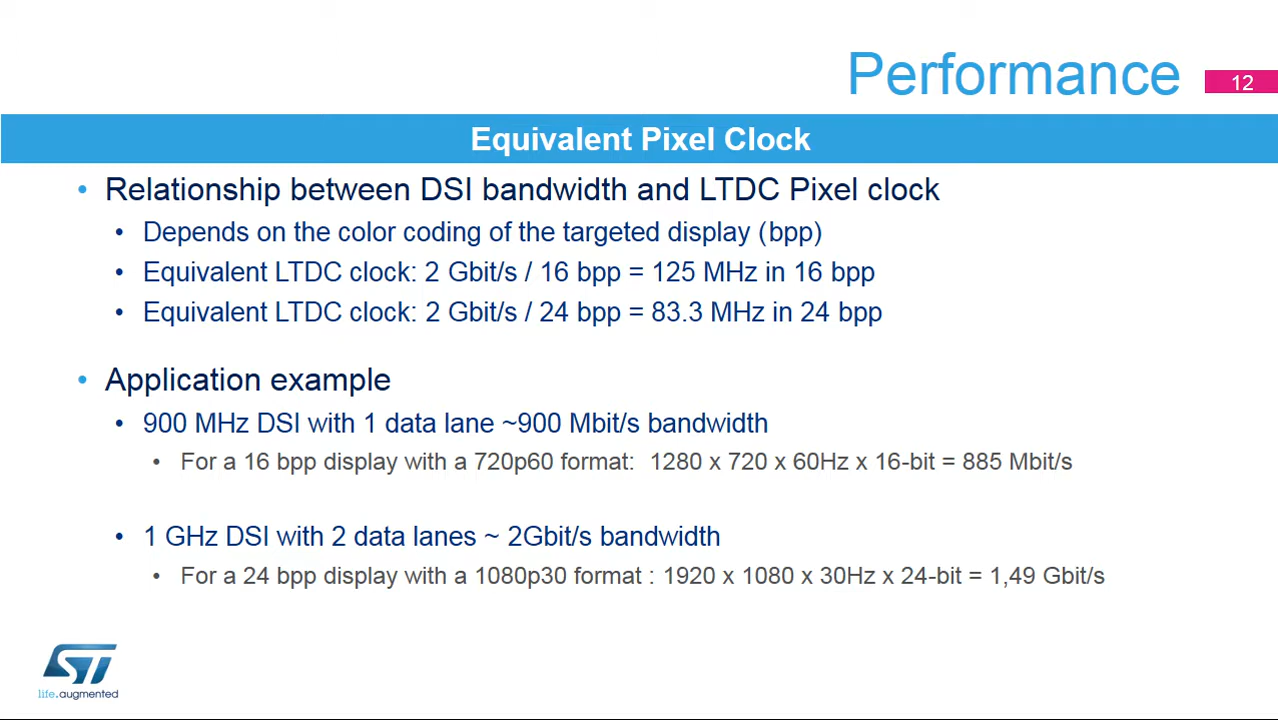 Performance
12
Equivalent Pixel Clock
• Relationship between DSI bandwidth and LTDC Pixel clock
• Depends on the color coding of the targeted display (bpp)
• Equivalent LTDC clock: 2 Gbit/s / 16 bpp = 125 MHz in 16 bpp
• Equivalent LTDC clock: 2 Gbit/s / 24 bpp = 83.3 MHz in 24 bpp
• Application example
• 900 MHz DSI with 1 data lane ~900 Mbit/s bandwidth
• For a 16 bpp display with a 720p60 format: 1280 x 720 x 60Hz x 16-bit = 885 Mbit/s
• 1 GHz DSI with 2 data lanes ~ 2Gbit/s bandwidth
• For a 24 bpp display with a 1080p30 format : 1920 x 1080 x 30Hz x 24-bit = 1,49 Gbit/s
ST
life.augmented